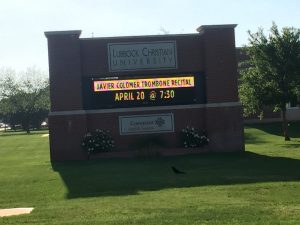 LUBBOCK CHRISTIAN
UNIVERSITY
JAVIER COLOMER TROMBONE RECITAL
APRIL 20 @ 7:30